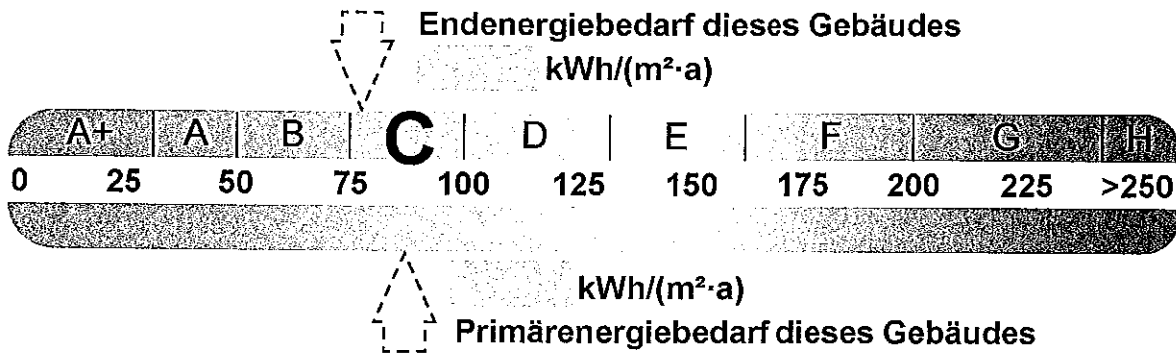 Endenergiebedarf dieses Gebäudes
kWh/(m²·a)
A+ A B C D E F G H
0 25 50 75 100 125 150 175 200 225 >250
kWh/(m²·a)
Primärenergiebedarf dieses Gebäudes